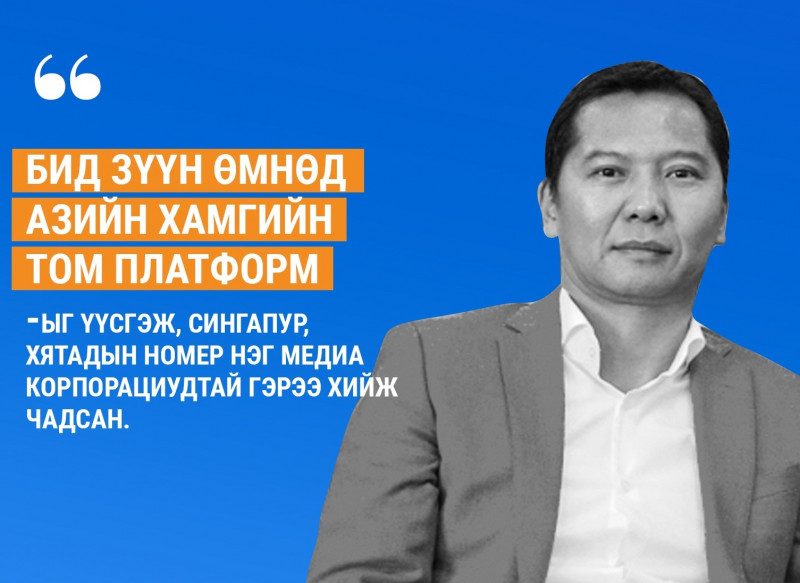 БИД ЗҮҮН ӨМНӨД
АЗИЙН ХАМГИЙН
ТОМ ПЛАТФОРМ
-ЫГ ҮҮСГЭЖ, СИНГАПУР,
ХЯТАДЫН НОМЕР НЭГ МЕДИА
КОРПОРАЦИУДТАЙ ГЭРЭЭ ХИЙЖ
ЧАДСАН.